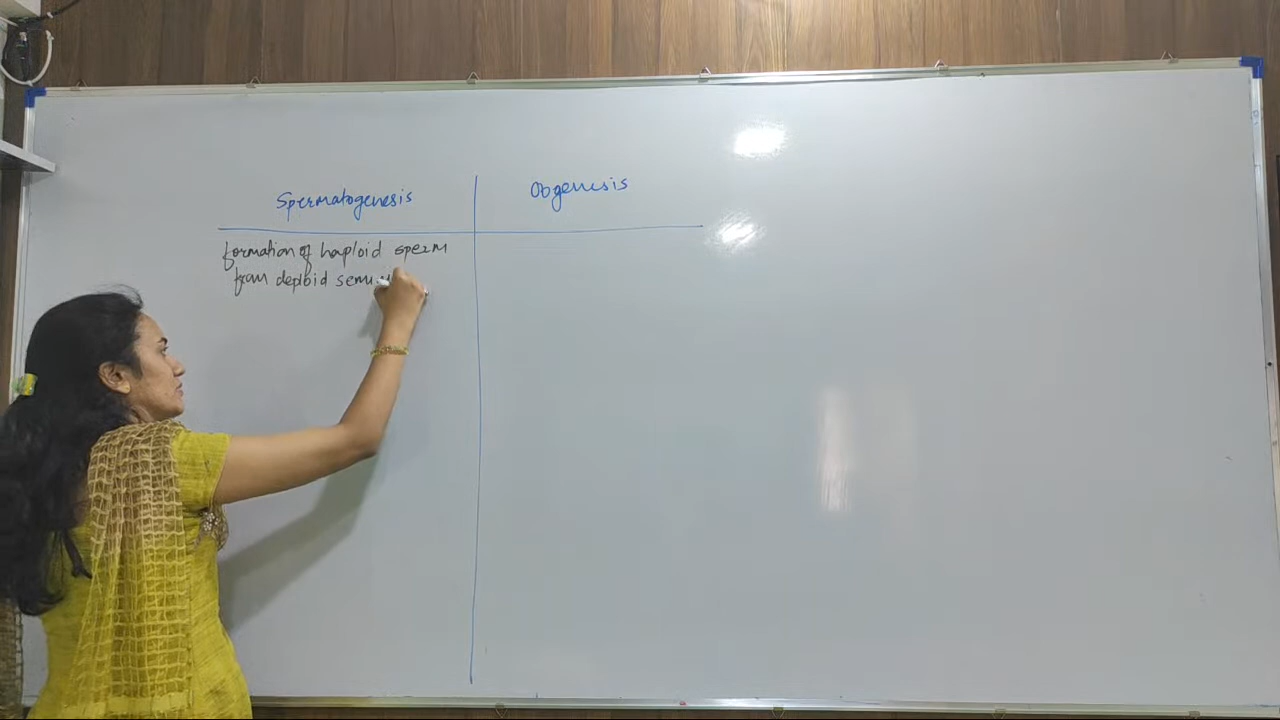 Spermatogenesis
Oogenesis
formation of haploid sperm
from deploid